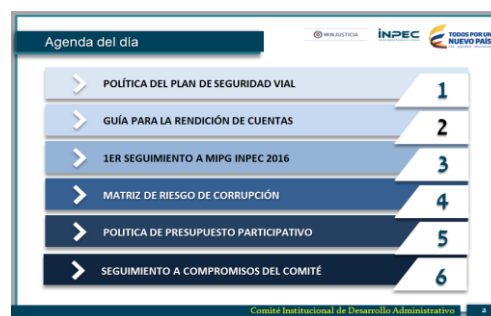 Agenda del día
MINJUSTICIA
INPEC
TODOS POR UN
NUEVO PAÍS
POLÍTICA DEL PLAN DE SEGURIDAD VIAL
1
GUÍA PARA LA RENDICIÓN DE CUENTAS
2
1ER SEGUIMIENTO A MIPG INPEC 2016
3
MATRIZ DE RIESGO DE CORRUPCIÓN
4
POLITICA DE PRESUPUESTO PARTICIPATIVO
5
SEGUIMIENTO A COMPROMISOS DEL COMITÉ
6
Comité Institucional de Desarrollo Administrativo
2